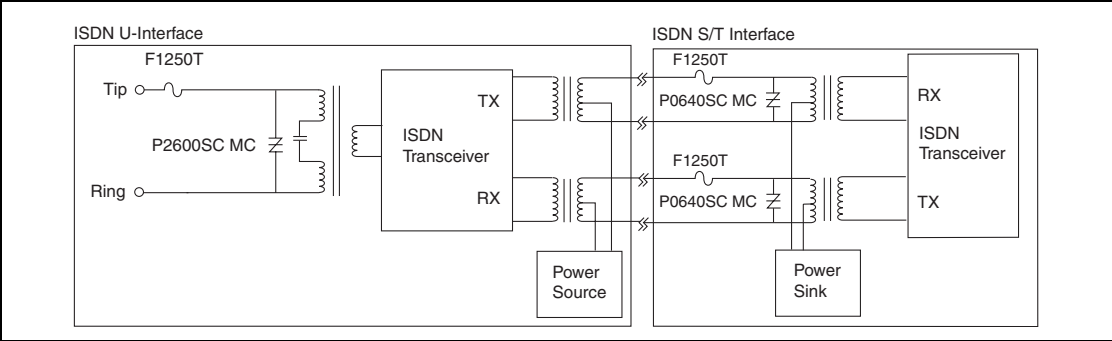 ISDN U-Interface
F1250T
Tip
P2600SC MC
Ring
TX
ISDN
Transceiver
RX
Power
Source
ISDN S/T Interface
F1250T
P0640SC MC
F1250T
P0640SC MC
RX
ISDN
Transceiver
TX
Power
Sink